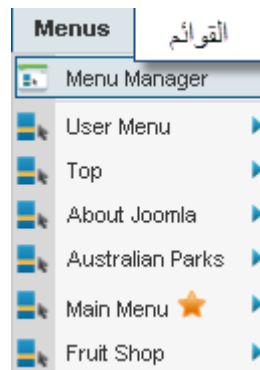 Menus
القوائم
Menu Manager
User Menu
Top
About Joomla
Australian Parks
Main Menu
Fruit Shop